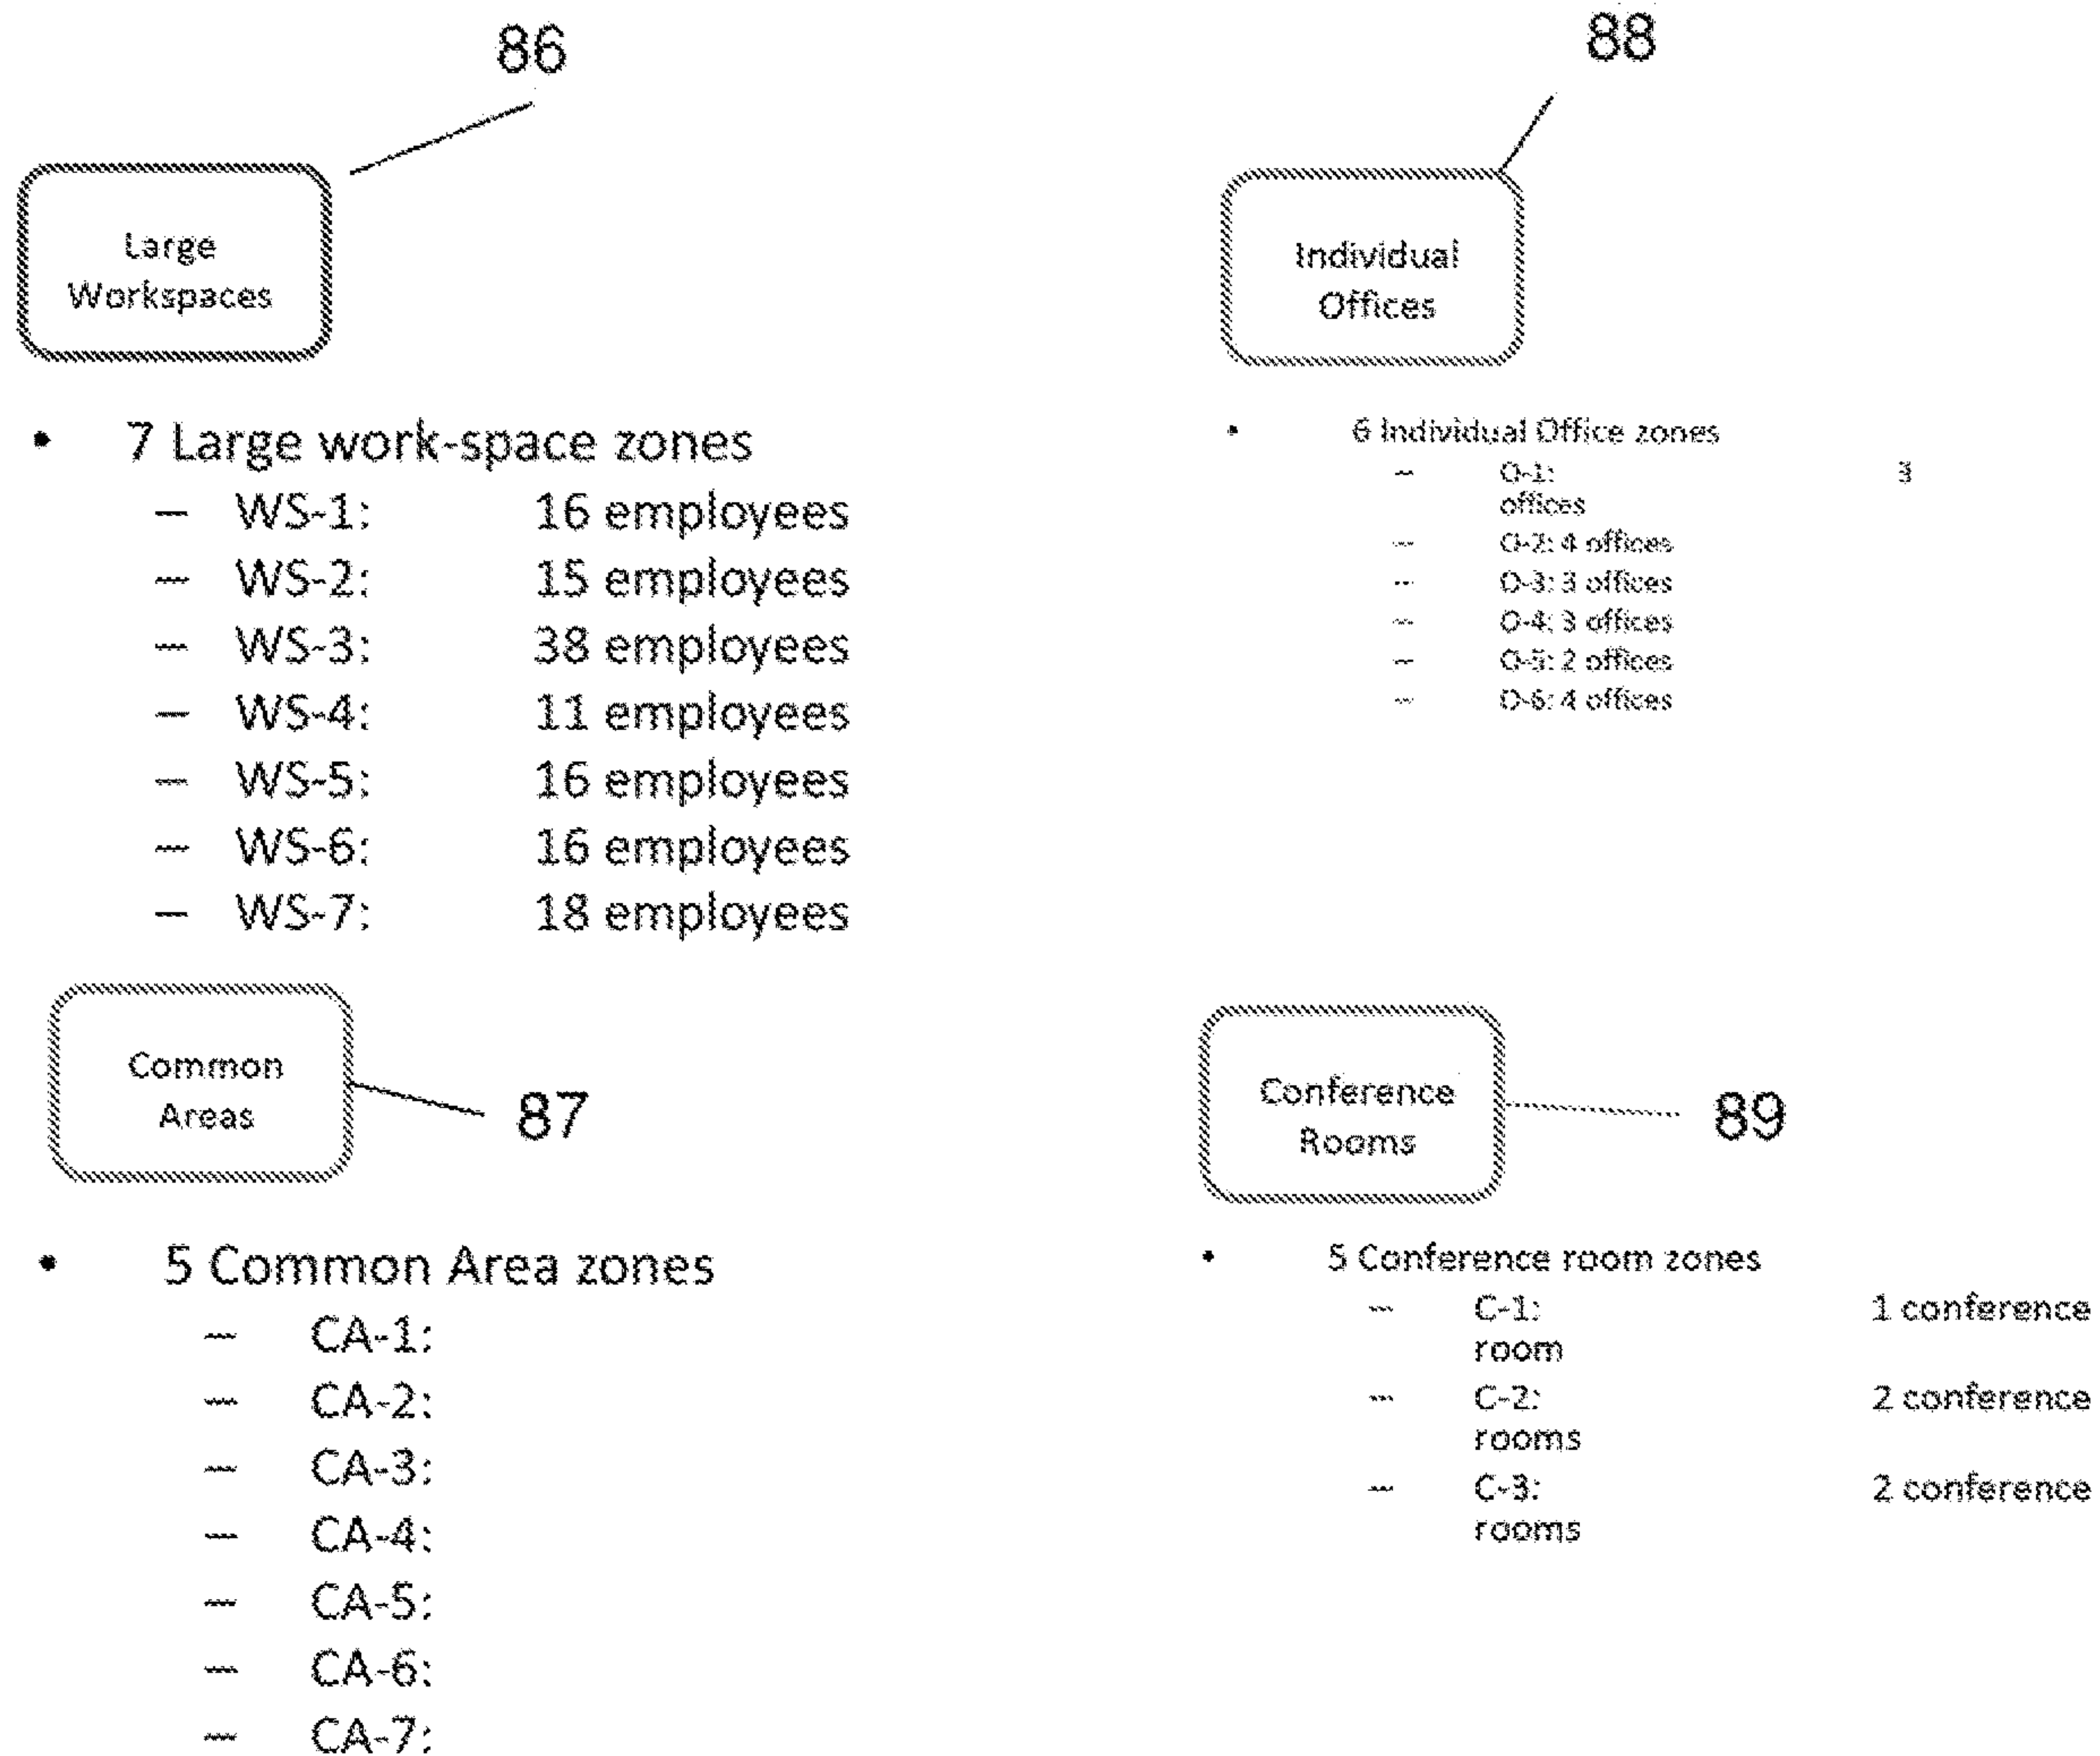 86
Large
Workspaces
• 7 Large work-space zones
– WS-1: 16 employees
– WS-2: 15 employees
– WS-3: 38 employees
– WS-4: 11 employees
– WS-5: 16 employees
– WS-6: 16 employees
– WS-7: 18 employees
88
Individual
Offices
• 6 Individual Office zones
– O-1: 3
offices
– O-2: 4 offices
– O-3: 3 offices
– O-4: 3 offices
– O-5: 2 offices
– O-6: 4 offices
Common
Areas
87
• 5 Common Area zones
– CA-1:
– CA-2:
– CA-3:
– CA-4:
– CA-5:
– CA-6:
– CA-7:
Conference
Rooms
89
• 5 Conference room zones
– C-1: 1 conference
room
– C-2: 2 conference
rooms
– C-3: 2 conference
rooms